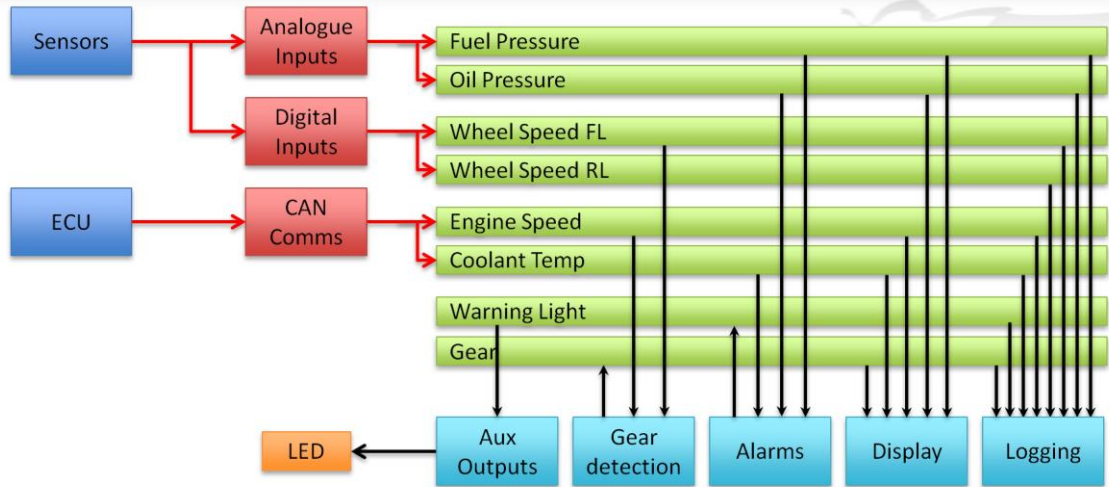 Sensors
Analogue
Inputs
Fuel Pressure
Oil Pressure
Digital
Inputs
Wheel Speed FL
Wheel Speed RL
ECU
CAN
Comms
Engine Speed
Coolant Temp
Warning Light
Gear
LED
Aux
Outputs
Gear
detection
Alarms
Display
Logging